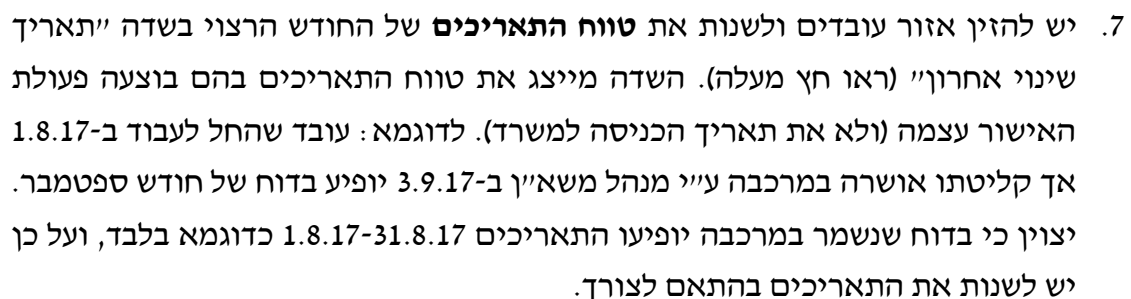 7. יש להזין אזור עובדים ולשנות את טווח התאריכים של החודש הרצוי בשדה ״תאריך
שינוי אחרון״ (ראו חץ מעלה). השדה מייצג את טווח התאריכים בהם בוצעה פעולת
האישור עצמה (ולא את תאריך הכניסה למשרד). לדוגמא: עובד שהחל לעבוד ב-1.8.17
אך קליטתו אושרה במרכבה ע״י מנהל משא״ן ב-3.9.17 יופיע בדוח של חודש ספטמבר.
יצוין כי בדוח שנשמר במרכבה יופיעו התאריכים 1.8.17-31.8.17 כדוגמא בלבד, ועל כן
יש לשנות את התאריכים בהתאם לצורך.